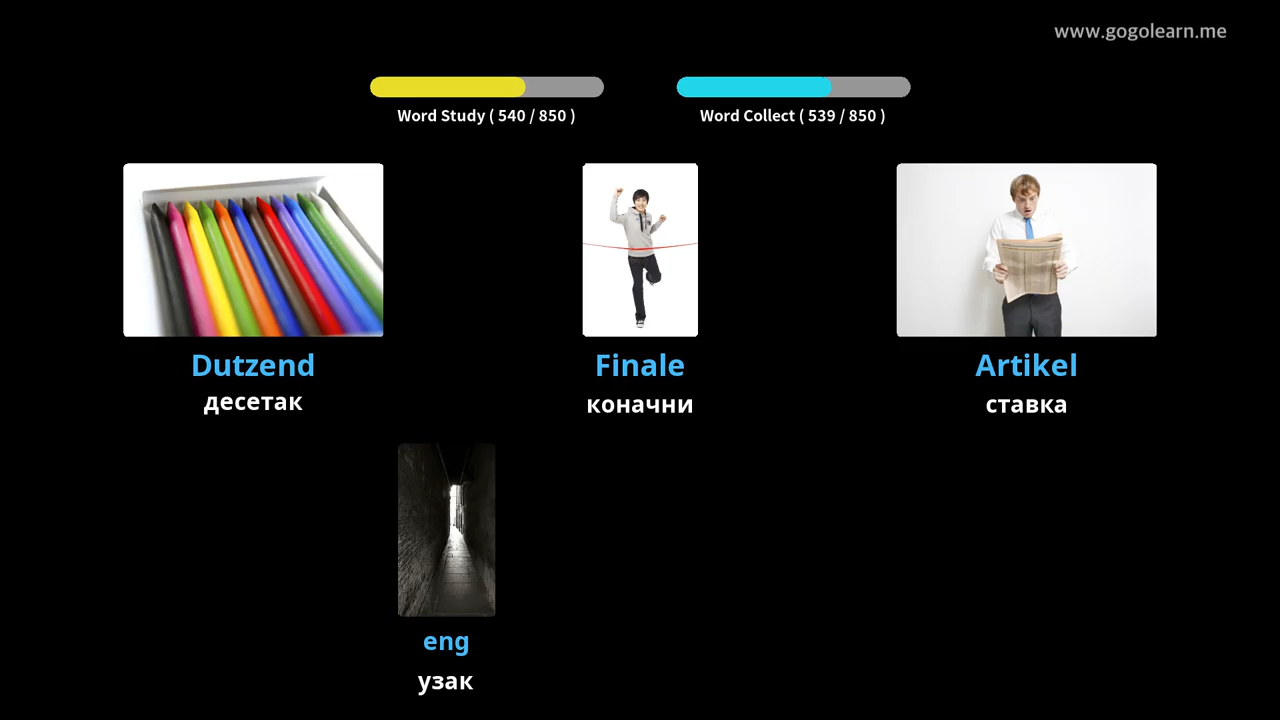 www.gogolearn.me
Word Study ( 540 / 850 )
Word Collect ( 539 / 850 )
Dutzend
десетак
Finale
коначни
Artikel
ставка
eng
узак